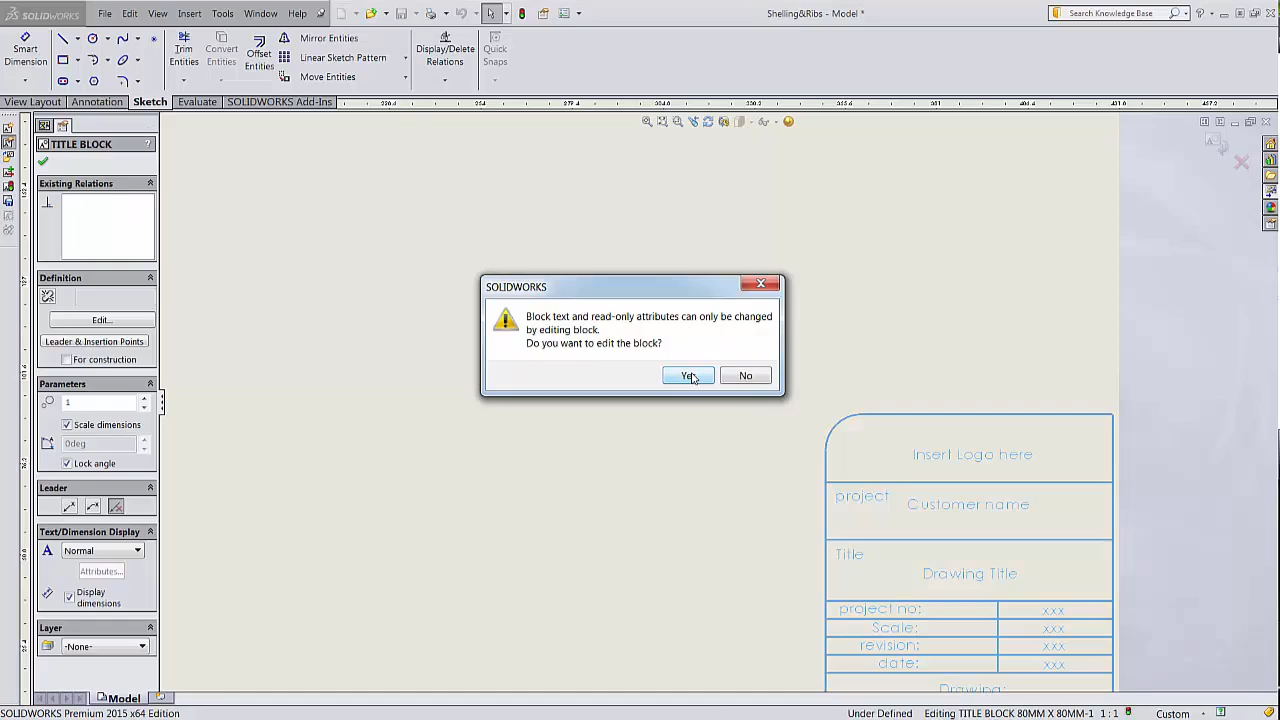 SOLIDWORKS
File Edit View Insert Tools Window Help
Shelling&Ribs - Model *
Search Knowledge Base
Smart Dimension
Trim Entities
Convert Entities
Offset Entities
Mirror Entities
Linear Sketch Pattern
Move Entities
Display/Delete Relations
Quick Snaps
View Layout Annotation Sketch Evaluate SOLIDWORKS Add-Ins
TITLE BLOCK ?
Existing Relations
Definition
Edit...
Leader & Insertion Points
For construction
Parameters
1
Scale dimensions
0deg
Lock angle
Leader
Text/Dimension Display
Normal
Attributes...
Display dimensions
Layer
-None-
Model
SOLIDWORKS
Block text and read-only attributes can only be changed
by editing block.
Do you want to edit the block?
Yes No
Insert Logo here
project
Customer name
Title
Drawing Title
project no: xxx
Scale: xxx
revision: xxx
date: xxx
Drawing:
SOLIDWORKS Premium 2015 x64 Edition
Under Defined Editing TITLE BLOCK 80MM X 80MM-1 1 : 1 Custom